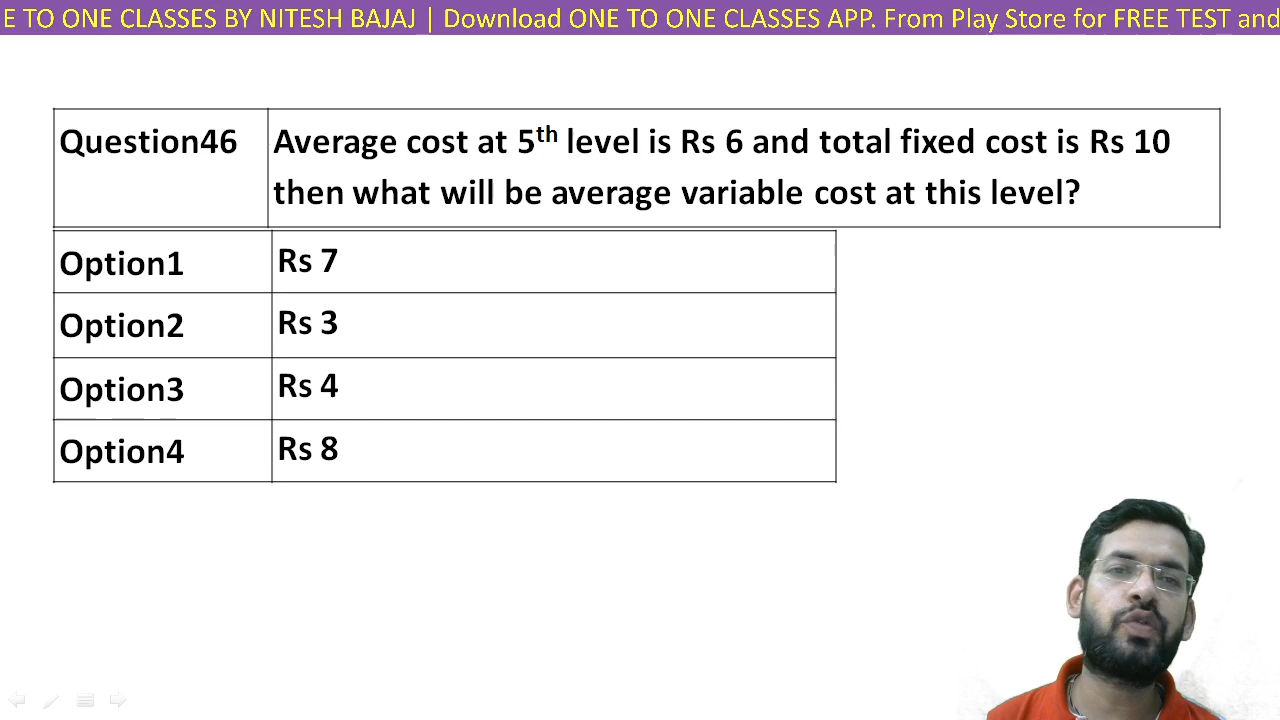 E TO ONE CLASSES BY NITESH BAJAJ | Download ONE TO ONE CLASSES APP. From Play Store for FREE TEST and
Question46 Average cost at 5th level is Rs 6 and total fixed cost is Rs 10
then what will be average variable cost at this level?
Option1 Rs 7
Option2 Rs 3
Option3 Rs 4
Option4 Rs 8